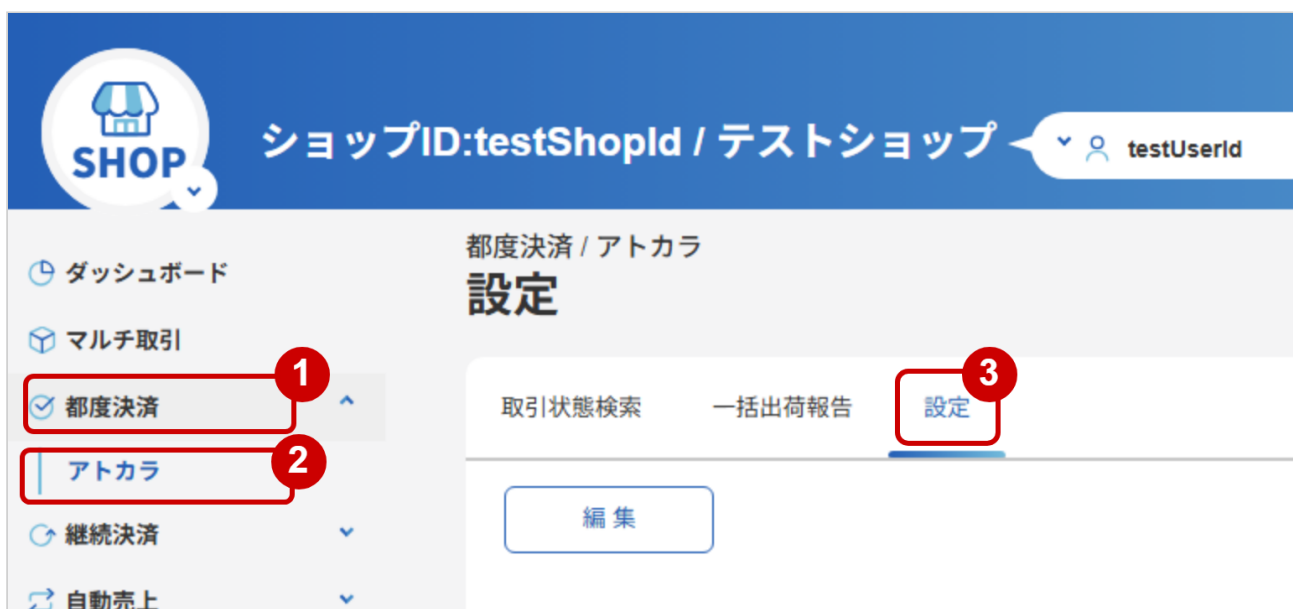 SHOP
ショップID:testShopId / テストショップ
testUserId
ダッシュボード
マルチ取引
1
都度決済
2
アトカラ
継続決済
自動売上
都度決済 / アトカラ
設定
3
取引状態検索 一括出荷報告 設定
編集